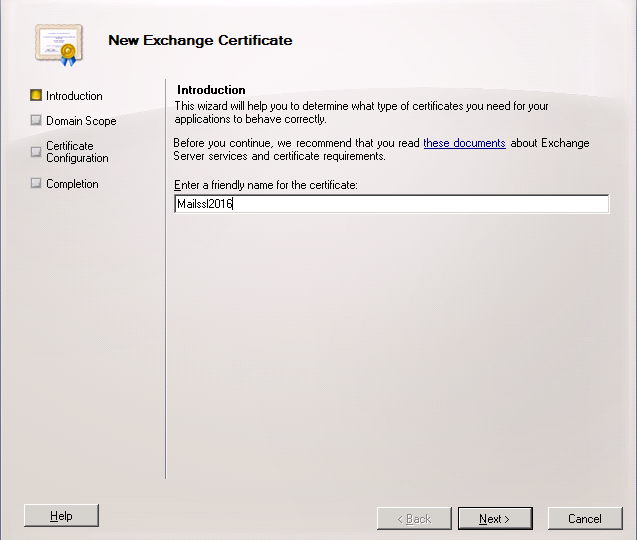 New Exchange Certificate
Introduction
Domain Scope
Certificate
Configuration
Completion
Introduction
This wizard will help you to determine what type of certificates you need for your
applications to behave correctly.
Before you continue, we recommend that you read these documents about Exchange
Server services and certificate requirements.
Enter a friendly name for the certificate:
Mailssl2016
Help
< Back
Next >
Cancel